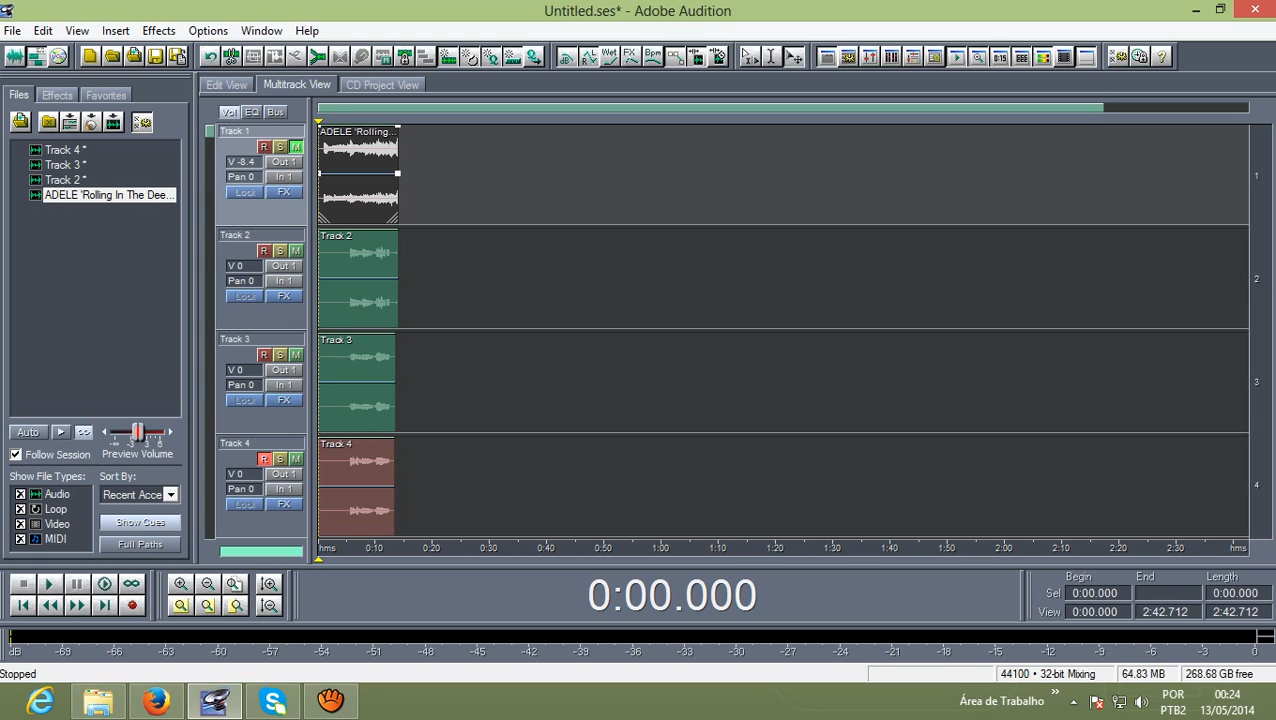 Untitled.ses* - Adobe Audition
File Edit View Insert Effects Options Window Help
Wet FX Bpm 0:15
Files Effects Favorites
Edit View Multitrack View CD Project View
Vol EQ Bus
Track 4 *
Track 3 *
Track 2 *
ADELE 'Rolling In The Dee...
Auto
Follow Session
-∞ -3 3 6
Preview Volume
Show File Types:
Audio
Loop
Video
MIDI
Sort By:
Recent Acce
Show Cues
Full Paths
Track 1
R S M
V -8.4 Out 1
Pan 0 In 1
Lock FX
ADELE 'Rolling...
1
Track 2
R S M
V 0 Out 1
Pan 0 In 1
Lock FX
Track 2
2
Track 3
R S M
V 0 Out 1
Pan 0 In 1
Lock FX
Track 3
3
Track 4
R S M
V 0 Out 1
Pan 0 In 1
Lock FX
Track 4
4
hms 0:10 0:20 0:30 0:40 0:50 1:00 1:10 1:20 1:30 1:40 1:50 2:00 2:10 2:20 2:30 hms
0:00.000
Begin End Length
Sel 0:00.000 0:00.000
View 0:00.000 2:42.712 2:42.712
dB -69 -66 -63 -60 -57 -54 -51 -48 -45 -42 -39 -36 -33 -30 -27 -24 -21 -18 -15 -12 -9 -6 -3 0
Stopped
44100 • 32-bit Mixing 64.83 MB 268.68 GB free
Área de Trabalho
POR
PTB2
00:24
13/05/2014